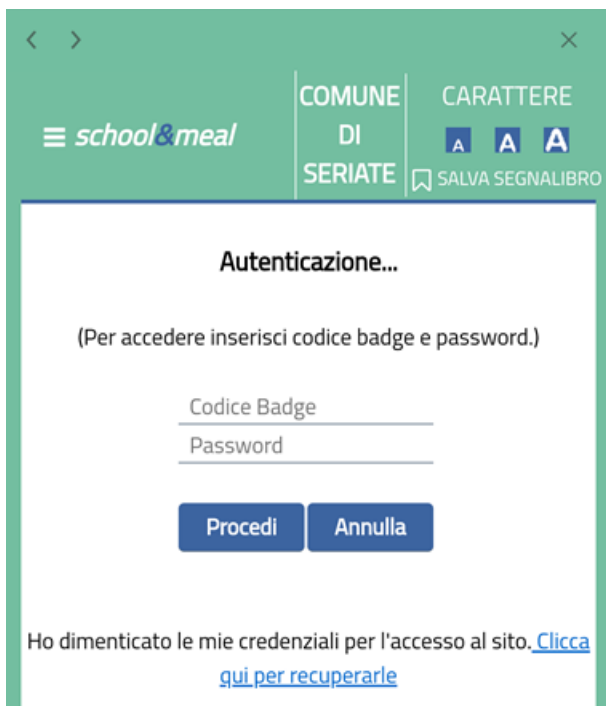 school&meal
COMUNE
DI
SERIATE
CARATTERE
A A A
SALVA SEGNALIBRO
Autenticazione...
(Per accedere inserisci codice badge e password.)
Codice Badge
Password
Procedi Annulla
Ho dimenticato le mie credenziali per l'accesso al sito. Clicca
qui per recuperarle